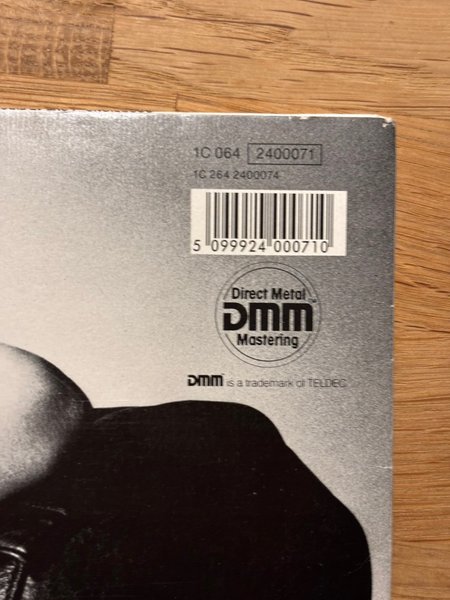 1C 064 2400071
1C 264 2400074
5 099924 000710
Direct Metal
DMM
Mastering
DMM is a trademark of TELDEC